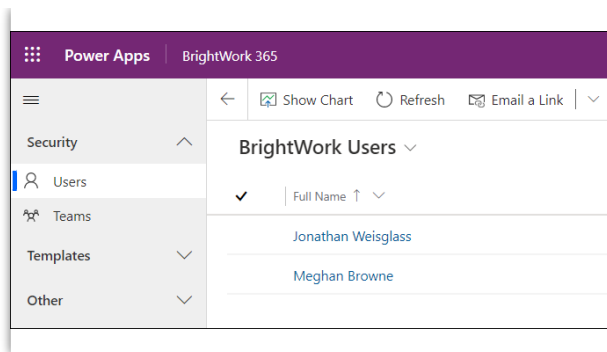 Power Apps BrightWork 365
Show Chart Refresh Email a Link
Security
BrightWork Users
Users
Full Name
Teams
Jonathan Weisglass
Templates
Meghan Browne
Other